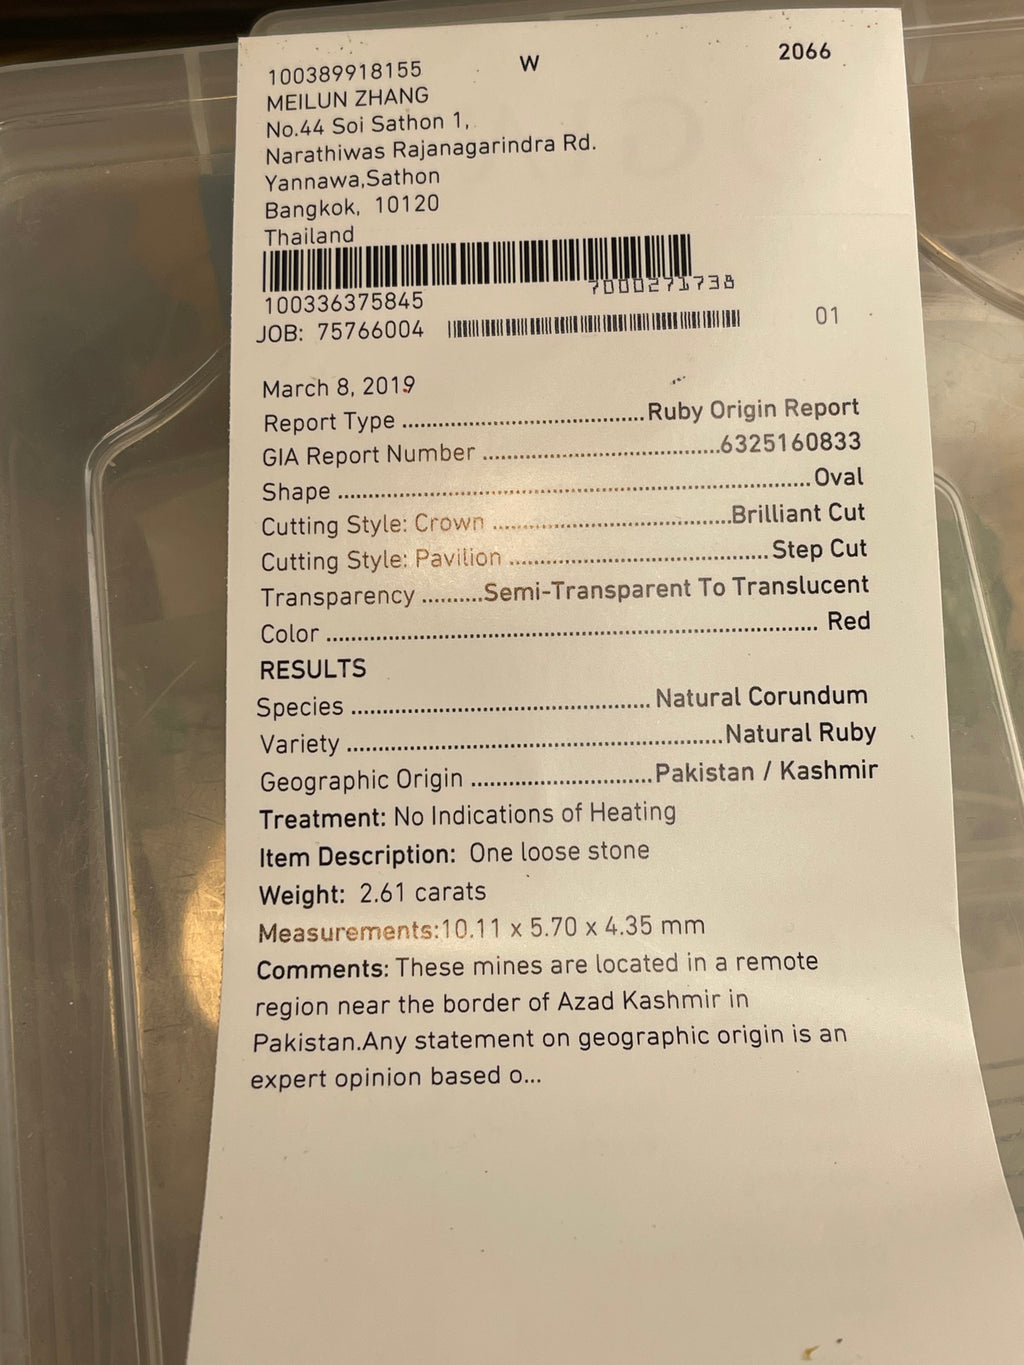 100389918155 W 2066
MEILUN ZHANG
No.44 Soi Sathon 1,
Narathiwas Rajanagarindra Rd.
Yannawa,Sathon
Bangkok, 10120
Thailand
7000271738
100336375845
JOB: 75766004 01
March 8, 2019
Report Type ................................... Ruby Origin Report
GIA Report Number ................................... 6325160833
Shape ................................................................... Oval
Cutting Style: Crown ................................... Brilliant Cut
Cutting Style: Pavilion ..................................... Step Cut
Transparency .......... Semi-Transparent To Translucent
Color ...................................................................... Red
RESULTS
Species ........................................... Natural Corundum
Variety ..................................................... Natural Ruby
Geographic Origin .......................... Pakistan / Kashmir
Treatment: No Indications of Heating
Item Description: One loose stone
Weight: 2.61 carats
Measurements:10.11 x 5.70 x 4.35 mm
Comments: These mines are located in a remote
region near the border of Azad Kashmir in
Pakistan.Any statement on geographic origin is an
expert opinion based o...